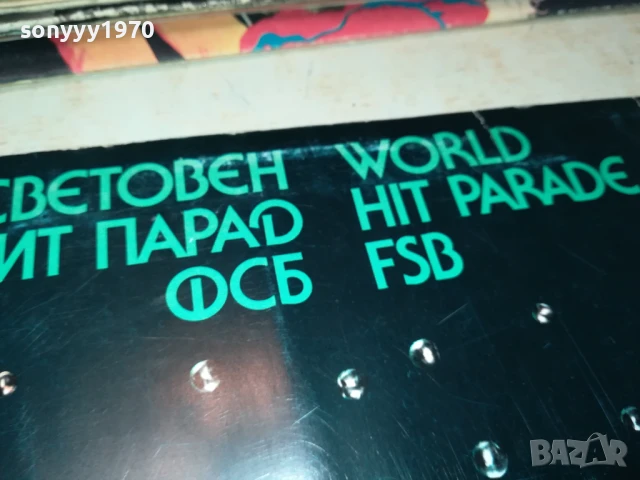 sonyyy1970
СВЕТОВЕН
ИТ ПАРАД
ФСБ
WORLD
HIT PARADE
FSB
BAZAR